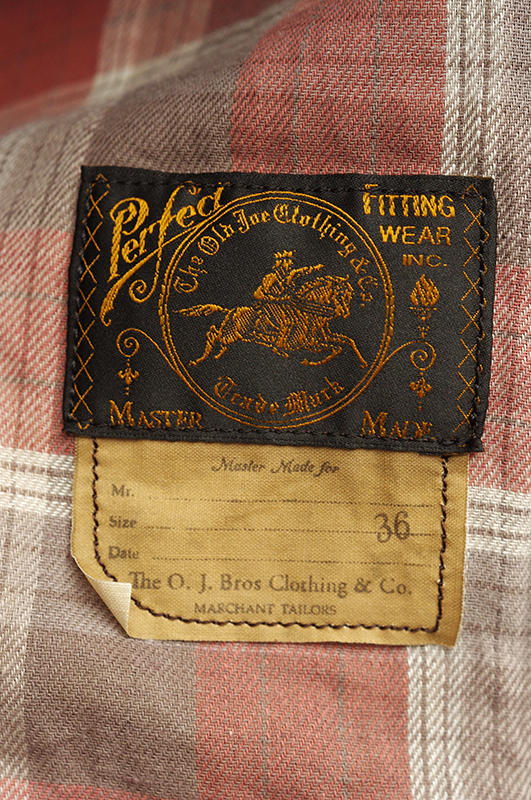 Perfect FITTING
WEAR
INC.
The Old Joe Clothing & Co.
Trade Mark
MASTER MADE
Master Made for
Mr.
Size 36
Date
The O. J. Bros Clothing & Co.
MERCHANT TAILORS